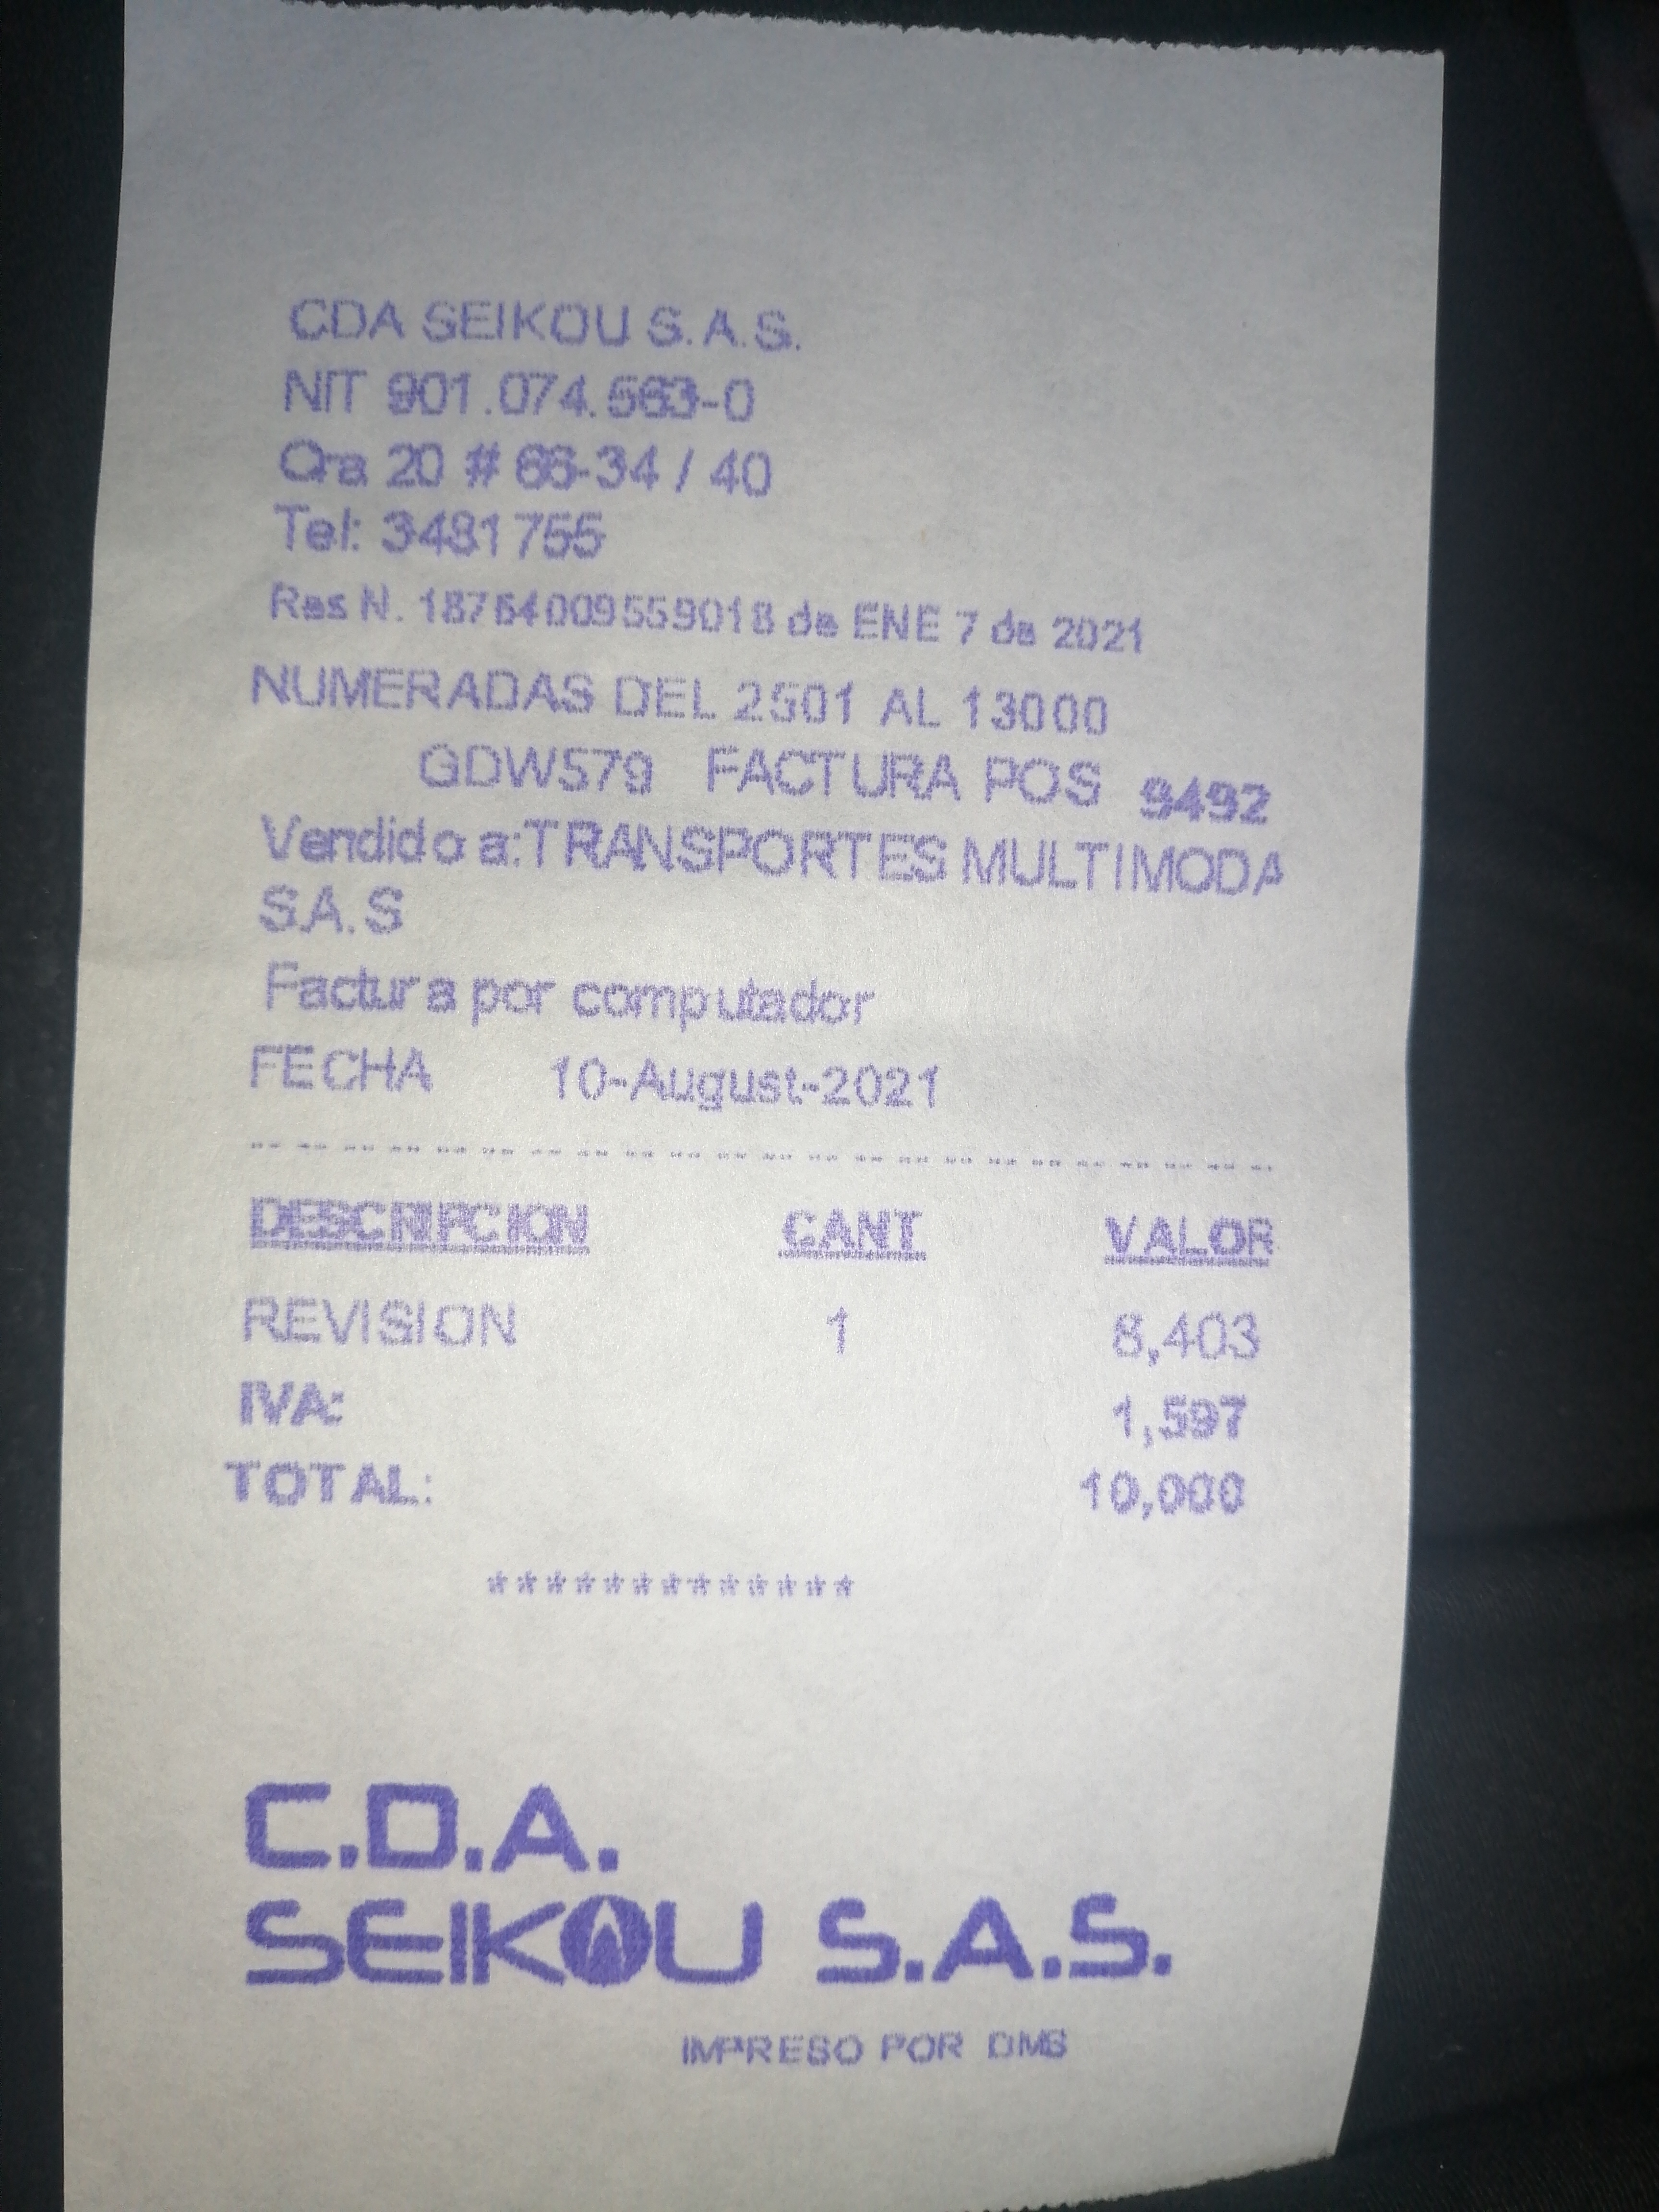 CDA SEIKOU S.A.S.
NIT 901.074.563-0
Cra 20 # 66-34 / 40
Tel: 3481755
Res N. 18764009559018 de ENE 7 de 2021
NUMERADAS DEL 2501 AL 13000
GDW579 FACTURA POS 9492
Vendido a:TRANSPORTES MULTIMODA
S.A.S
Factura por computador
FECHA 10-August-2021
DESCRIPCION CANT VALOR
REVISION 1 8,403
IVA: 1,597
TOTAL: 10,000
*************
C.D.A.
SEIKOU S.A.S.
IMPRESO POR DMS